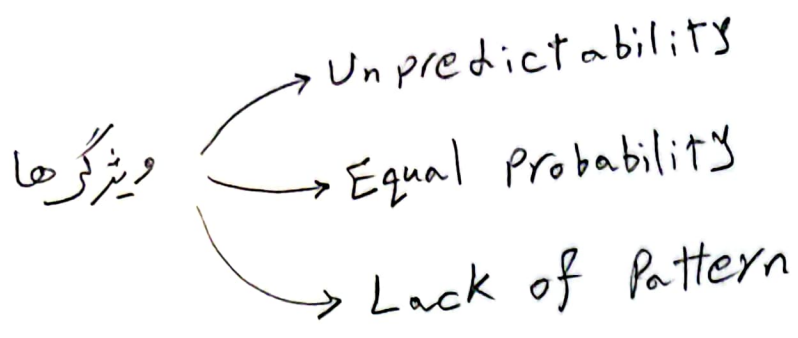 Unpredictability
ویژگی ها
Equal Probability
Lack of Pattern